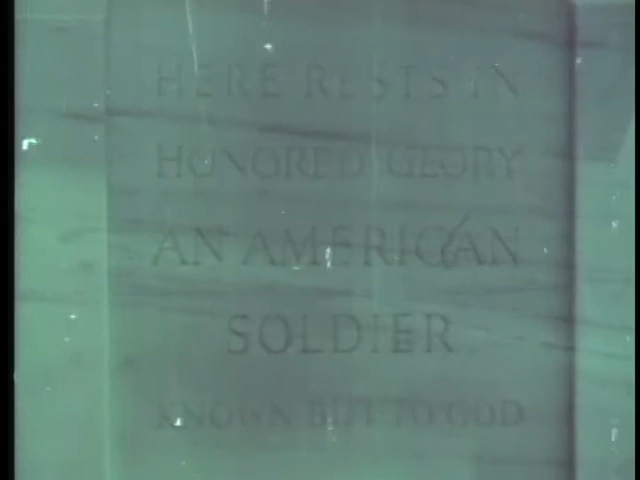 HERE RESTS IN
HONORED GLORY
AN AMERICAN
SOLDIER
KNOWN BUT TO GOD